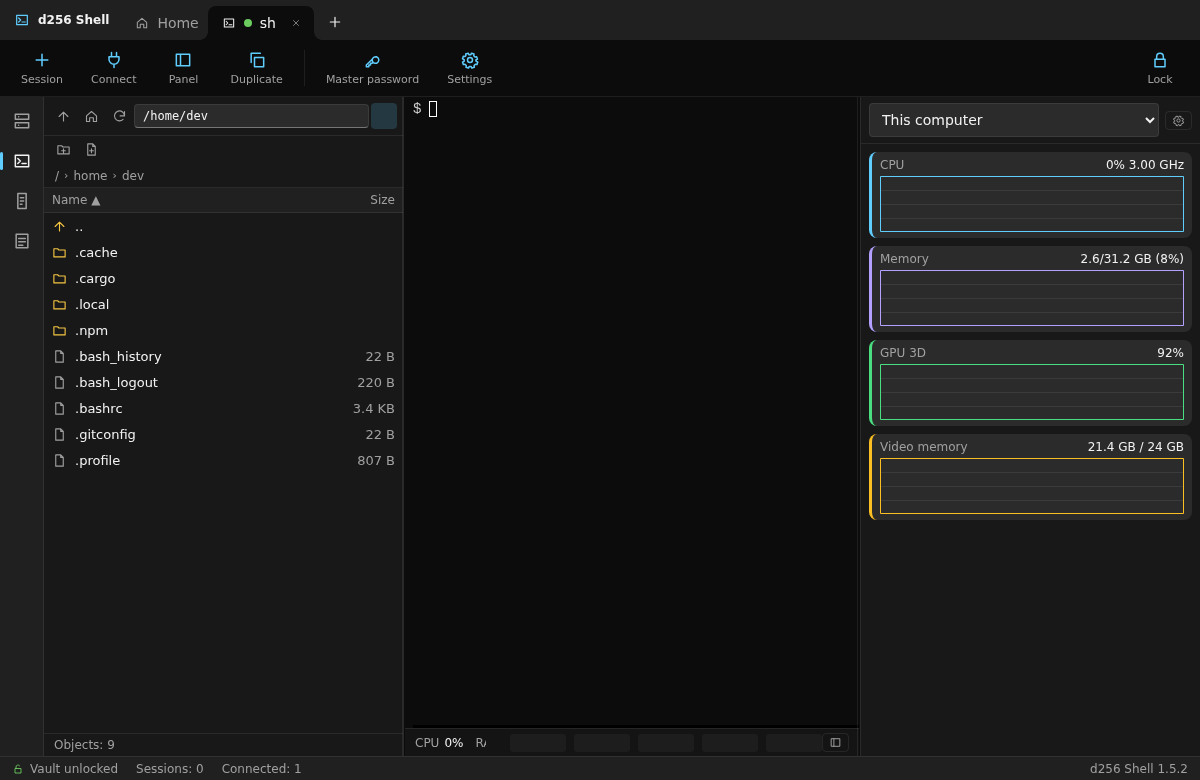 d256 Shell
Home
sh
Session
Connect
Panel
Duplicate
Master password
Settings
Lock
/home/dev
/ › home › dev
Name ▲ Size
..
.cache
.cargo
.local
.npm
.bash_history 22 B
.bash_logout 220 B
.bashrc 3.4 KB
.gitconfig 22 B
.profile 807 B
Objects: 9
$
CPU 0%
This computer
CPU 0% 3.00 GHz
Memory 2.6/31.2 GB (8%)
GPU 3D 92%
Video memory 21.4 GB / 24 GB
Vault unlocked Sessions: 0 Connected: 1 d256 Shell 1.5.2